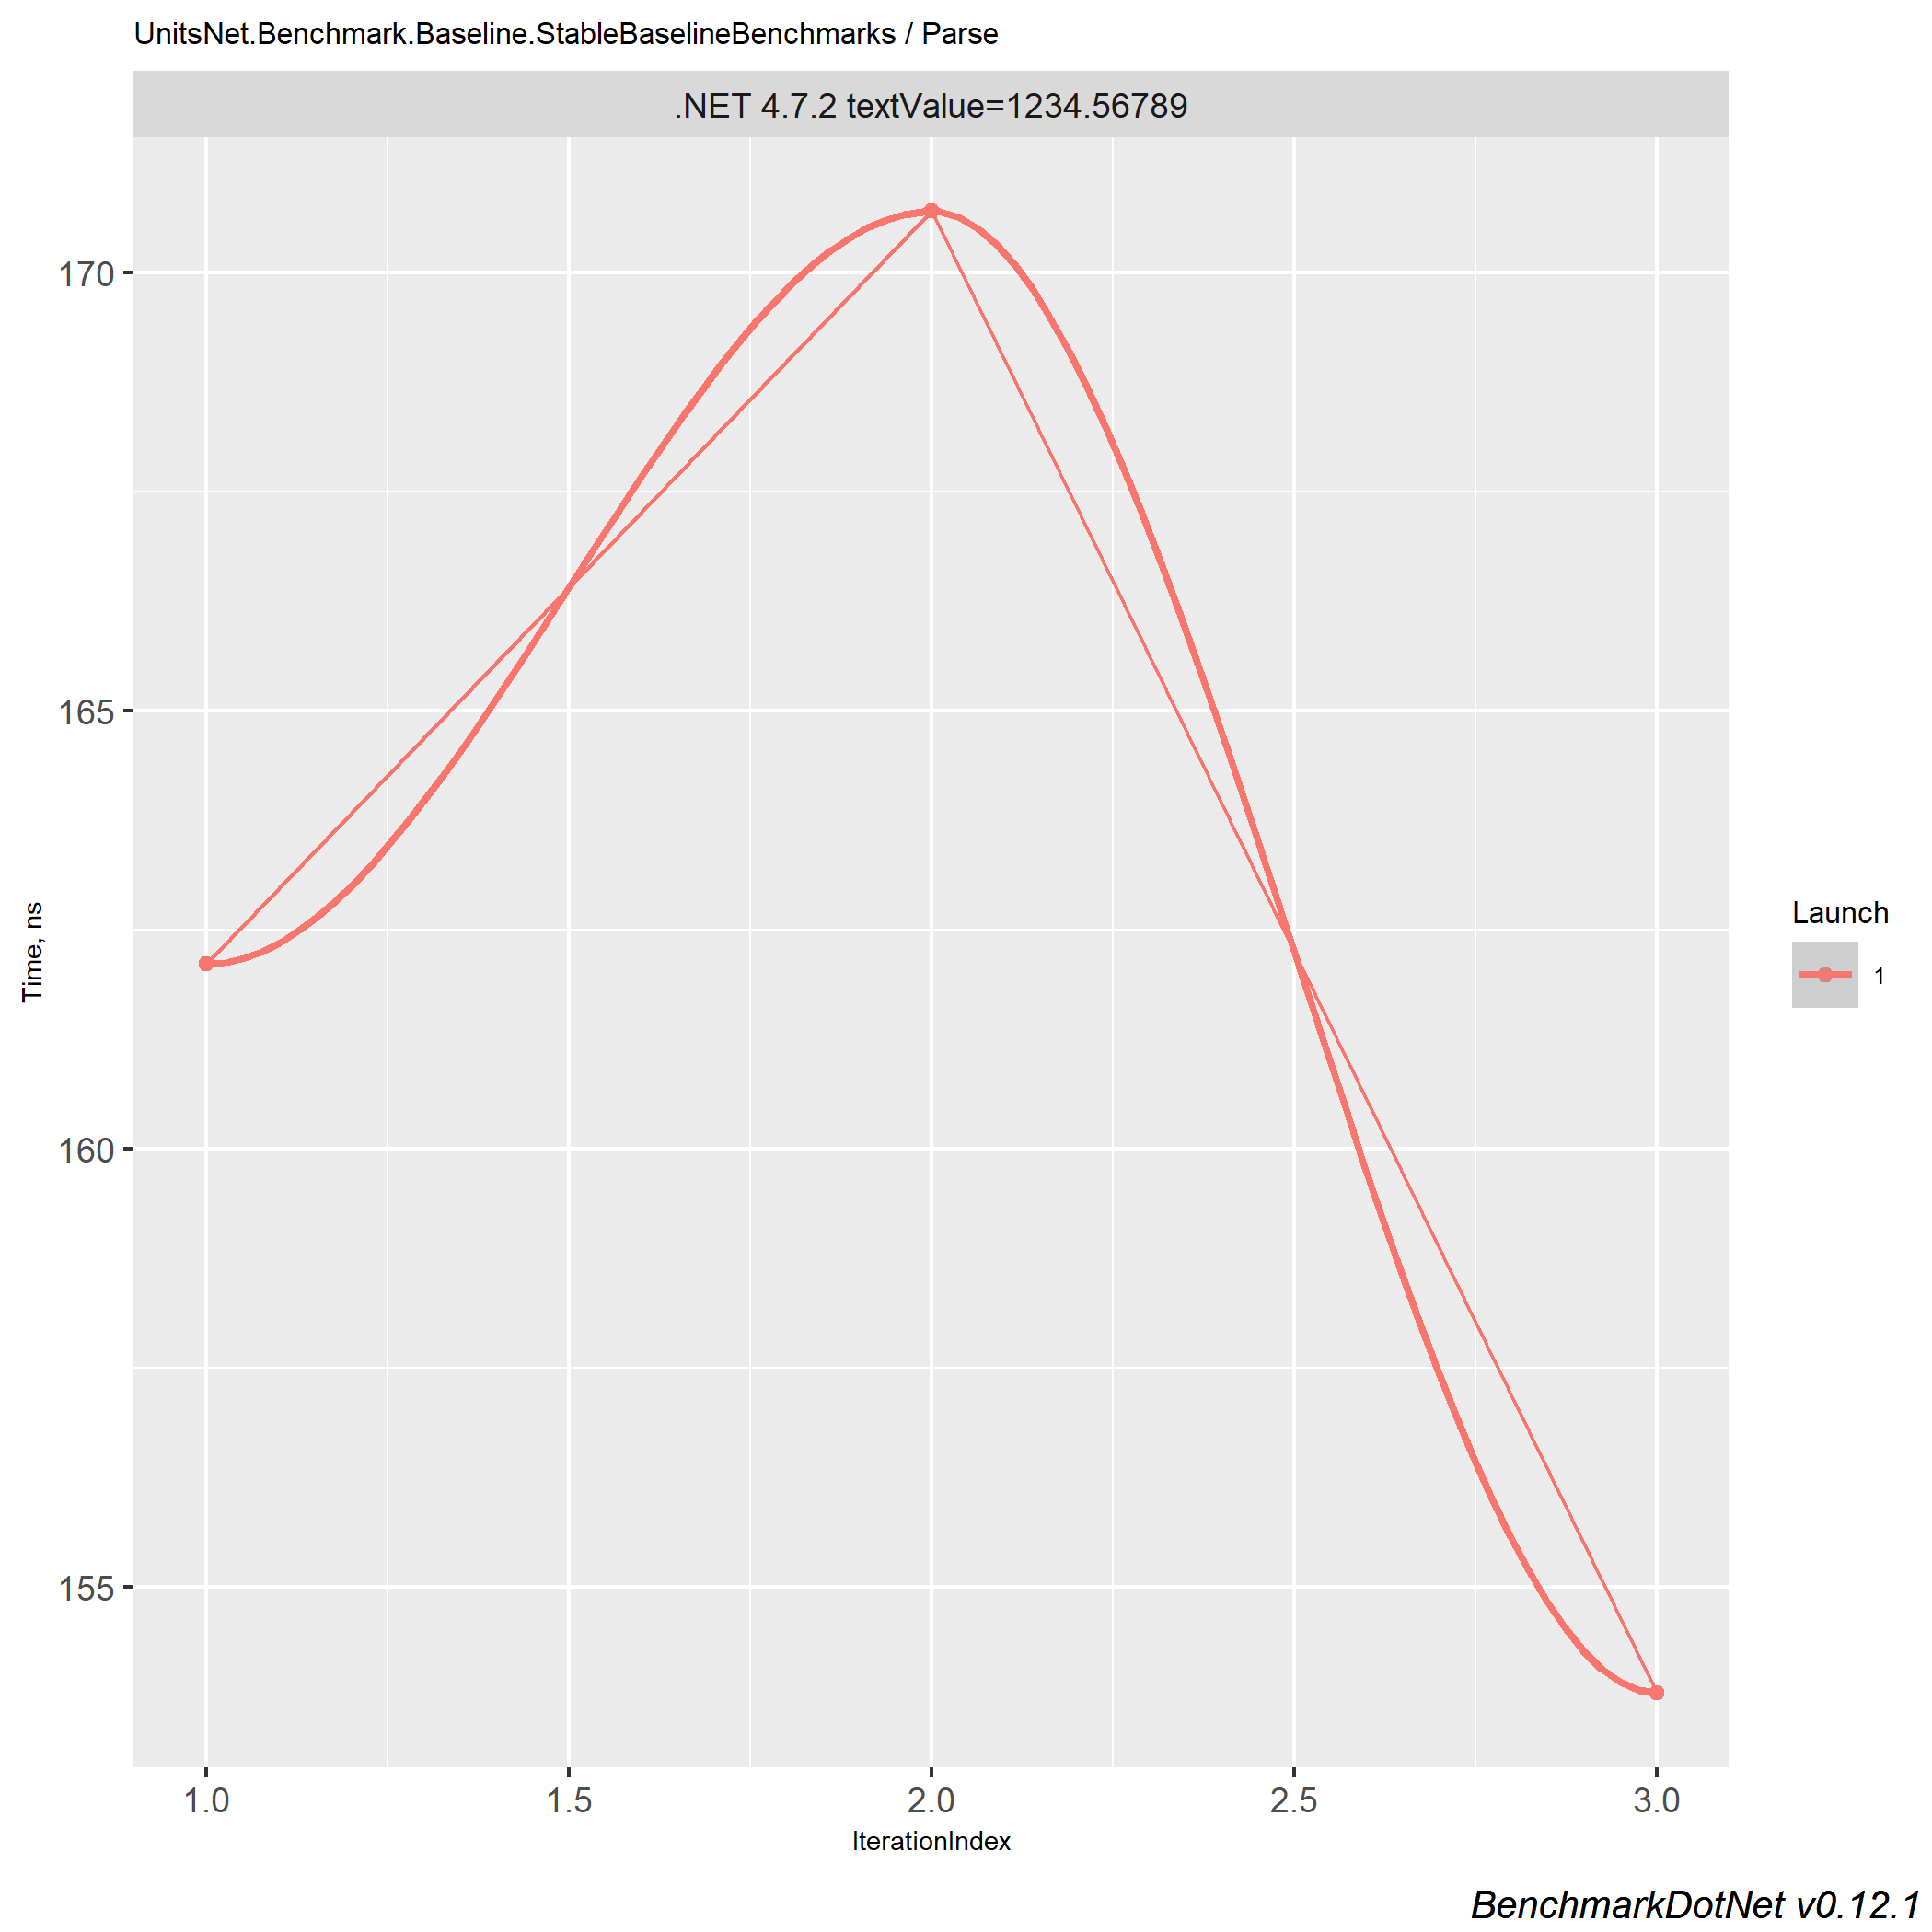 UnitsNet.Benchmark.Baseline.StableBaselineBenchmarks / Parse
.NET 4.7.2 textValue=1234.56789
170
165
160
155
Time, ns
1.0 1.5 2.0 2.5 3.0
IterationIndex
Launch
1
BenchmarkDotNet v0.12.1